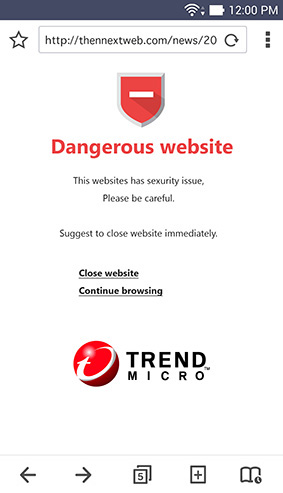 12:00 PM
http://thennextweb.com/news/20
Dangerous website
This websites has sexurity issue,
Please be careful.
Suggest to close website immediately.
Close website
Continue browsing
TREND
MICRO™
5